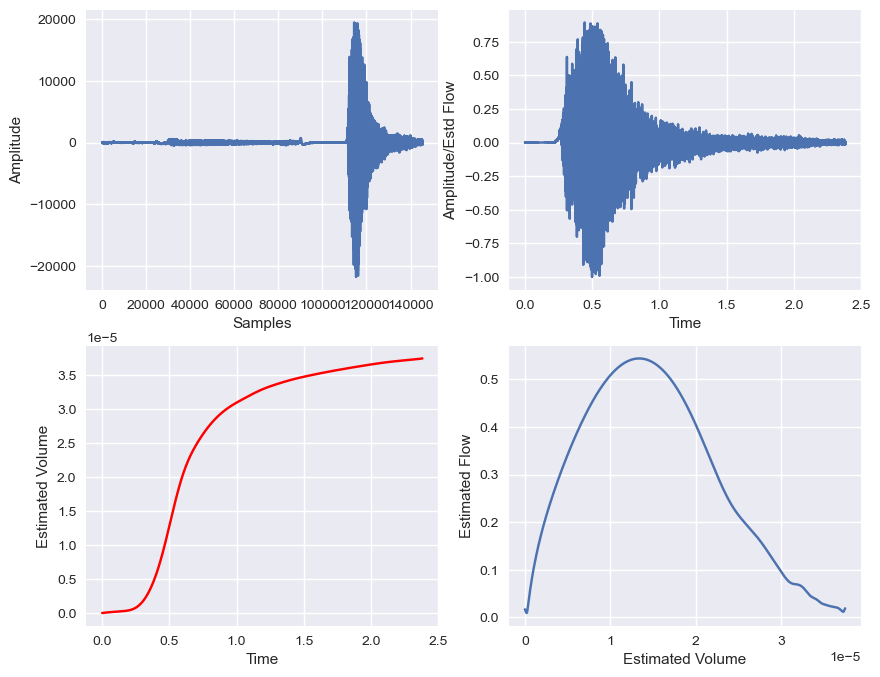 20000
10000
0
−10000
−20000
Amplitude
0 20000 40000 60000 80000 100000 120000 140000
Samples
0.75
0.50
0.25
0.00
−0.25
−0.50
−0.75
−1.00
Amplitude/Estd Flow
0.0 0.5 1.0 1.5 2.0 2.5
Time
1e−5
3.5
3.0
2.5
2.0
1.5
1.0
0.5
0.0
Estimated Volume
0.0 0.5 1.0 1.5 2.0 2.5
Time
0.5
0.4
0.3
0.2
0.1
0.0
Estimated Flow
0 1 2 3
Estimated Volume
1e−5